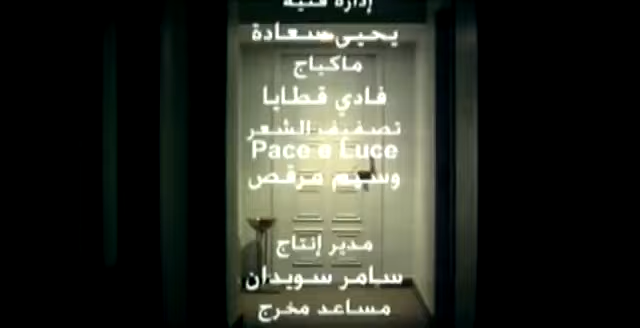 إدارة فنية
يحيى سعادة
ماكياج
فادي قطايا
تصفيف الشعر
Pace e Luce
وسيم مرقص
مدير إنتاج
سامر سويدان
مساعد مخرج